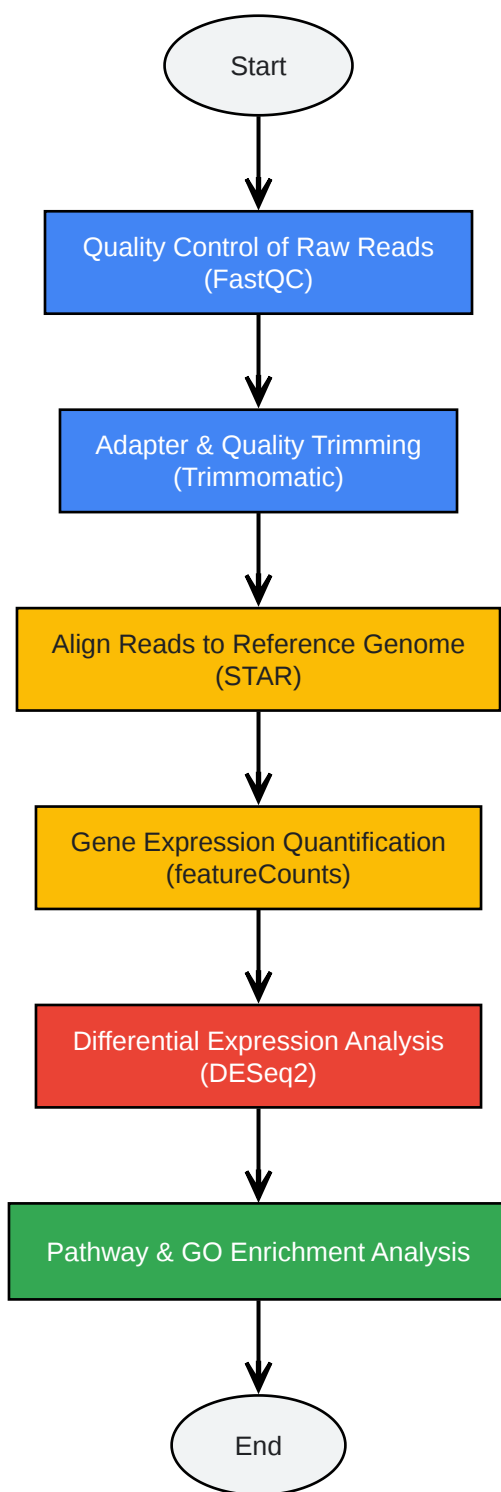 Start
Quality Control of Raw Reads
(FastQC)
Adapter & Quality Trimming
(Trimmomatic)
Align Reads to Reference Genome
(STAR)
Gene Expression Quantification
(featureCounts)
Differential Expression Analysis
(DESeq2)
Pathway & GO Enrichment Analysis
End